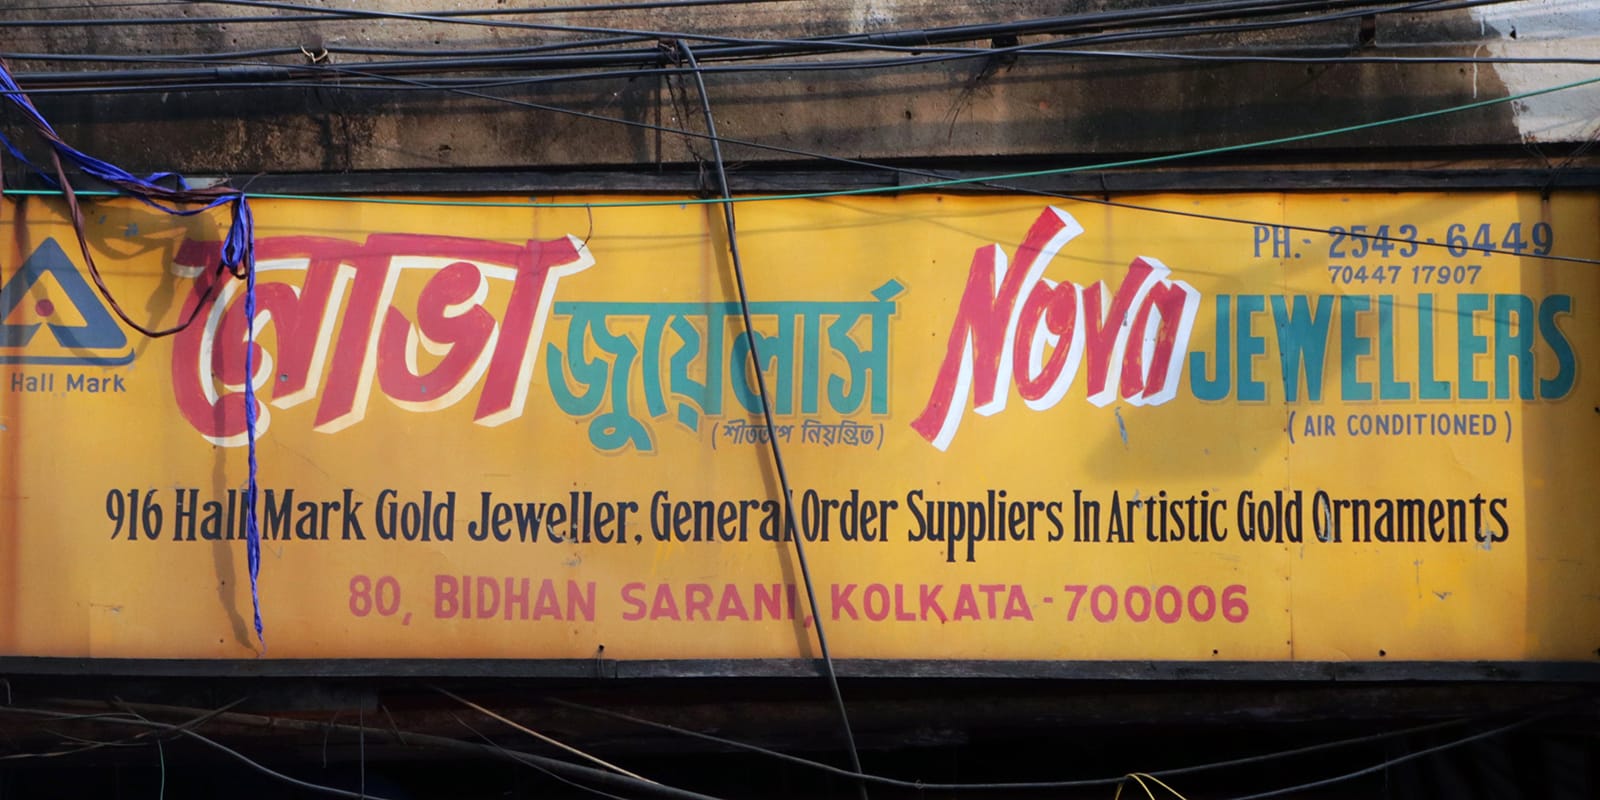 Hall Mark
নোভা জুয়েলার্স
(শীততাপ নিয়ন্ত্রিত)
Nova JEWELLERS
PH.- 2543-6449
70447 17907
(AIR CONDITIONED)
916 Hall Mark Gold Jeweller, General Order Suppliers In Artistic Gold Ornaments
80, BIDHAN SARANI, KOLKATA-700006